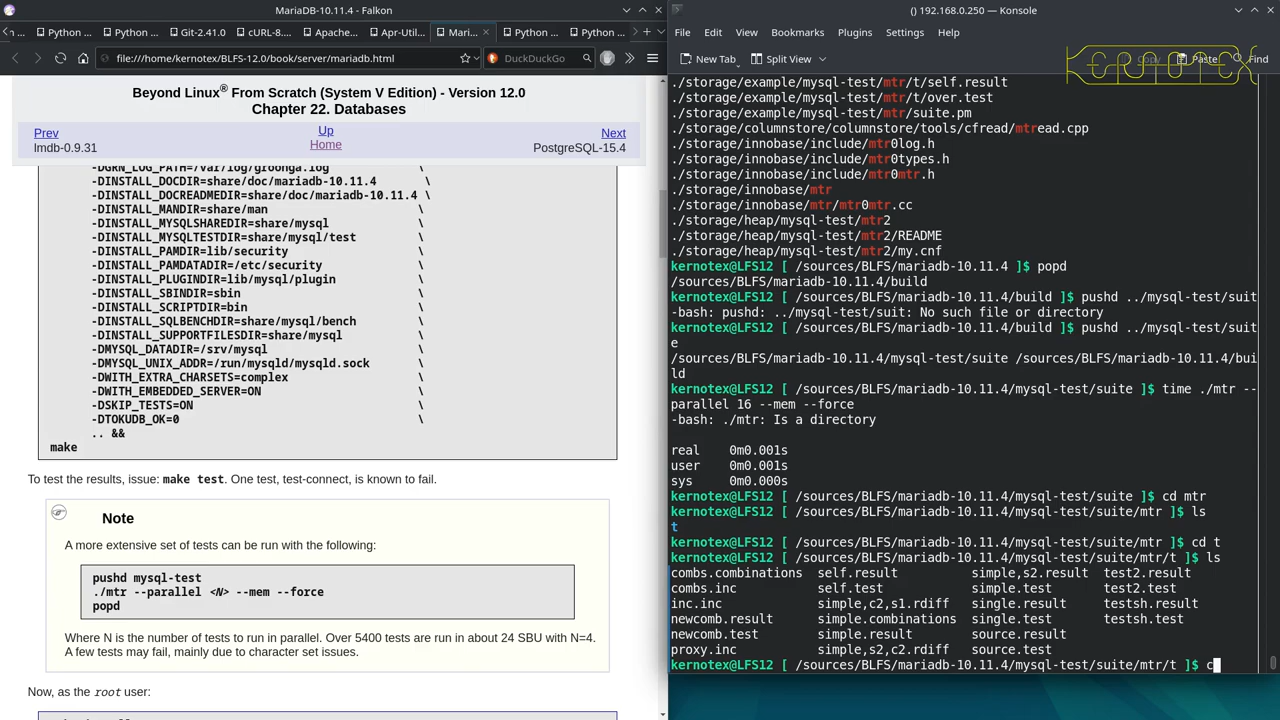 MariaDB-10.11.4 – Falkon
Python ...
Python ...
Git-2.41.0
cURL-8....
Apache...
Apr-Util...
Mari...
Python ...
Python ...
file:///home/kernotex/BLFS-12.0/book/server/mariadb.html
DuckDuckGo
Beyond Linux® From Scratch (System V Edition) - Version 12.0
Chapter 22. Databases
Prev
Up
Next
lmdb-0.9.31
Home
PostgreSQL-15.4
-DGRN_LOG_PATH=/var/log/groonga.log \
-DINSTALL_DOCDIR=share/doc/mariadb-10.11.4 \
-DINSTALL_DOCREADMEDIR=share/doc/mariadb-10.11.4 \
-DINSTALL_MANDIR=share/man \
-DINSTALL_MYSQLSHAREDIR=share/mysql \
-DINSTALL_MYSQLTESTDIR=share/mysql/test \
-DINSTALL_PAMDIR=lib/security \
-DINSTALL_PAMDATADIR=/etc/security \
-DINSTALL_PLUGINDIR=lib/mysql/plugin \
-DINSTALL_SBINDIR=sbin \
-DINSTALL_SCRIPTDIR=bin \
-DINSTALL_SQLBENCHDIR=share/mysql/bench \
-DINSTALL_SUPPORTFILESDIR=share/mysql \
-DMYSQL_DATADIR=/srv/mysql \
-DMYSQL_UNIX_ADDR=/run/mysqld/mysqld.sock \
-DWITH_EXTRA_CHARSETS=complex \
-DWITH_EMBEDDED_SERVER=ON \
-DSKIP_TESTS=ON \
-DTOKUDB_OK=0 \
.. &&
make
To test the results, issue: make test. One test, test-connect, is known to fail.
Note
A more extensive set of tests can be run with the following:
pushd mysql-test
./mtr --parallel <N> --mem --force
popd
Where N is the number of tests to run in parallel. Over 5400 tests are run in about 24 SBU with N=4.
A few tests may fail, mainly due to character set issues.
Now, as the root user:
() 192.168.0.250 — Konsole
File Edit View Bookmarks Plugins Settings Help
New Tab Split View Copy Paste Find
KERNOTEX
./storage/example/mysql-test/mtr/t/self.result
./storage/example/mysql-test/mtr/t/over.test
./storage/example/mysql-test/mtr/suite.pm
./storage/columnstore/columnstore/tools/cfread/mtread.cpp
./storage/innobase/include/mtr0log.h
./storage/innobase/include/mtr0types.h
./storage/innobase/include/mtr0mtr.h
./storage/innobase/mtr
./storage/innobase/mtr/mtr0mtr.cc
./storage/heap/mysql-test/mtr2
./storage/heap/mysql-test/mtr2/README
./storage/heap/mysql-test/mtr2/my.cnf
kernotex@LFS12 [ /sources/BLFS/mariadb-10.11.4 ]$ popd
/sources/BLFS/mariadb-10.11.4/build
kernotex@LFS12 [ /sources/BLFS/mariadb-10.11.4/build ]$ pushd ../mysql-test/suit
-bash: pushd: ../mysql-test/suit: No such file or directory
kernotex@LFS12 [ /sources/BLFS/mariadb-10.11.4/build ]$ pushd ../mysql-test/suit
e
/sources/BLFS/mariadb-10.11.4/mysql-test/suite /sources/BLFS/mariadb-10.11.4/bui
ld
kernotex@LFS12 [ /sources/BLFS/mariadb-10.11.4/mysql-test/suite ]$ time ./mtr --
parallel 16 --mem --force
-bash: ./mtr: Is a directory
real 0m0.001s
user 0m0.001s
sys 0m0.000s
kernotex@LFS12 [ /sources/BLFS/mariadb-10.11.4/mysql-test/suite ]$ cd mtr
kernotex@LFS12 [ /sources/BLFS/mariadb-10.11.4/mysql-test/suite/mtr ]$ ls
t
kernotex@LFS12 [ /sources/BLFS/mariadb-10.11.4/mysql-test/suite/mtr ]$ cd t
kernotex@LFS12 [ /sources/BLFS/mariadb-10.11.4/mysql-test/suite/mtr/t ]$ ls
combs.combinations self.result simple,s2.result test2.result
combs.inc self.test simple.test test2.test
inc.inc simple,c2,s1.rdiff single.result testsh.result
newcomb.result simple.combinations single.test testsh.test
newcomb.test simple.result source.result
proxy.inc simple,s2,c2.rdiff source.test
kernotex@LFS12 [ /sources/BLFS/mariadb-10.11.4/mysql-test/suite/mtr/t ]$ c